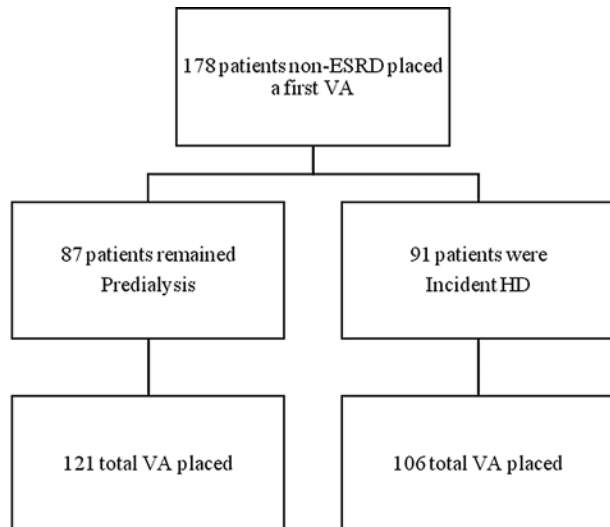 178 patients non-ESRD placed
a first VA
87 patients remained
Predialysis
91 patients were
Incident HD
121 total VA placed
106 total VA placed